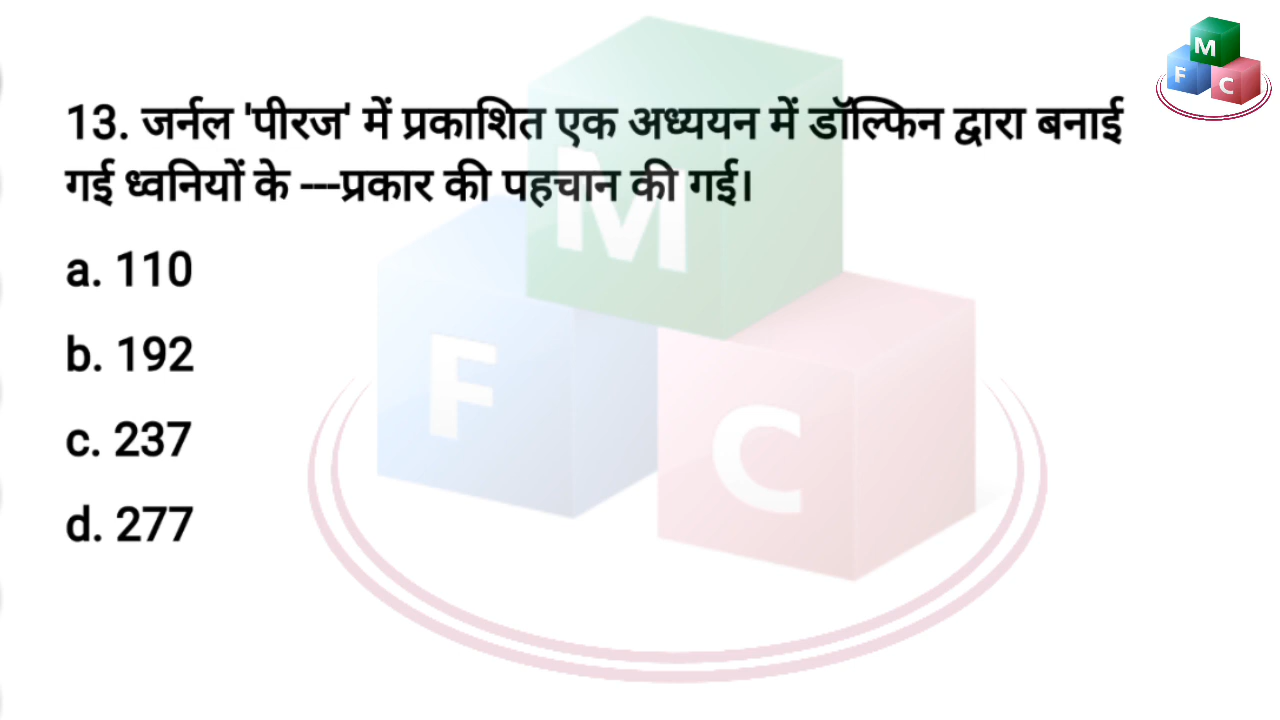 13. जर्नल 'पीरज' में प्रकाशित एक अध्ययन में डॉल्फिन द्वारा बनाई
गई ध्वनियों के ---प्रकार की पहचान की गई।
a. 110
b. 192
c. 237
d. 277
M
F C
M
F
C